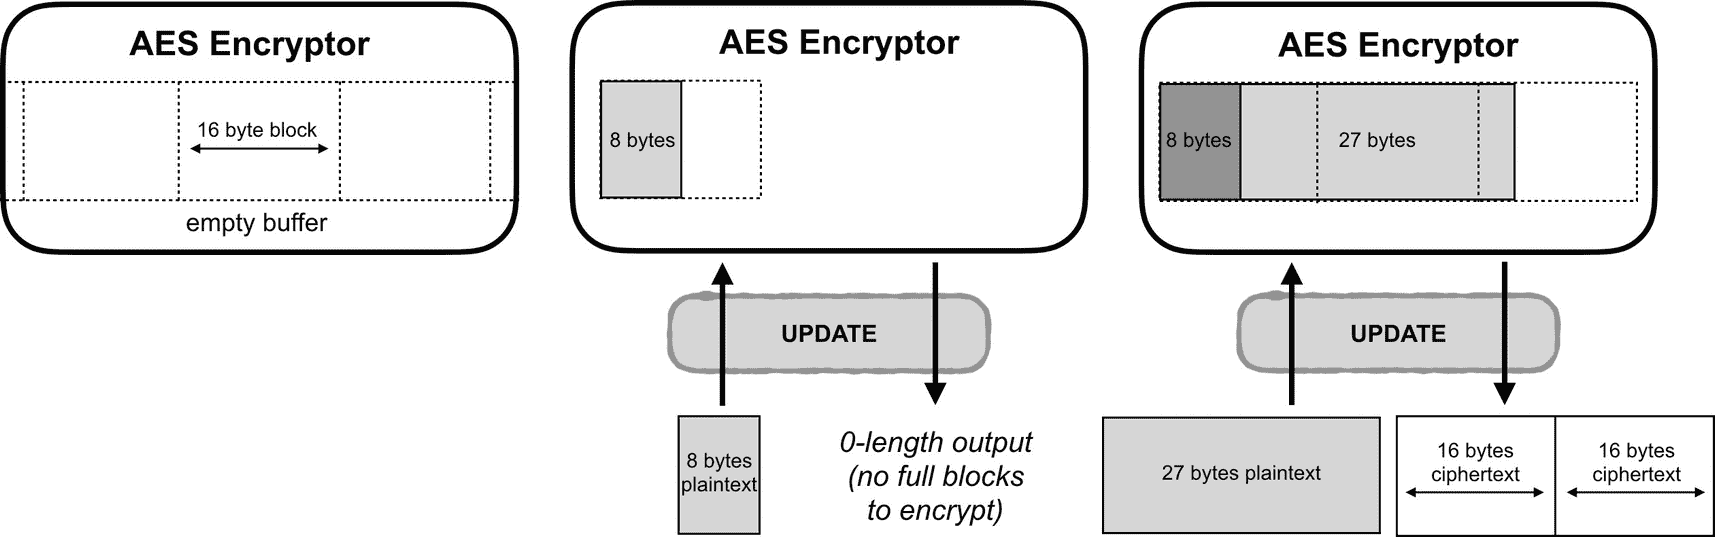 AES Encryptor
16 byte block
empty buffer
AES Encryptor
8 bytes
UPDATE
8 bytes
plaintext
0-length output
(no full blocks
to encrypt)
AES Encryptor
8 bytes
27 bytes
UPDATE
27 bytes plaintext
16 bytes
ciphertext
16 bytes
ciphertext